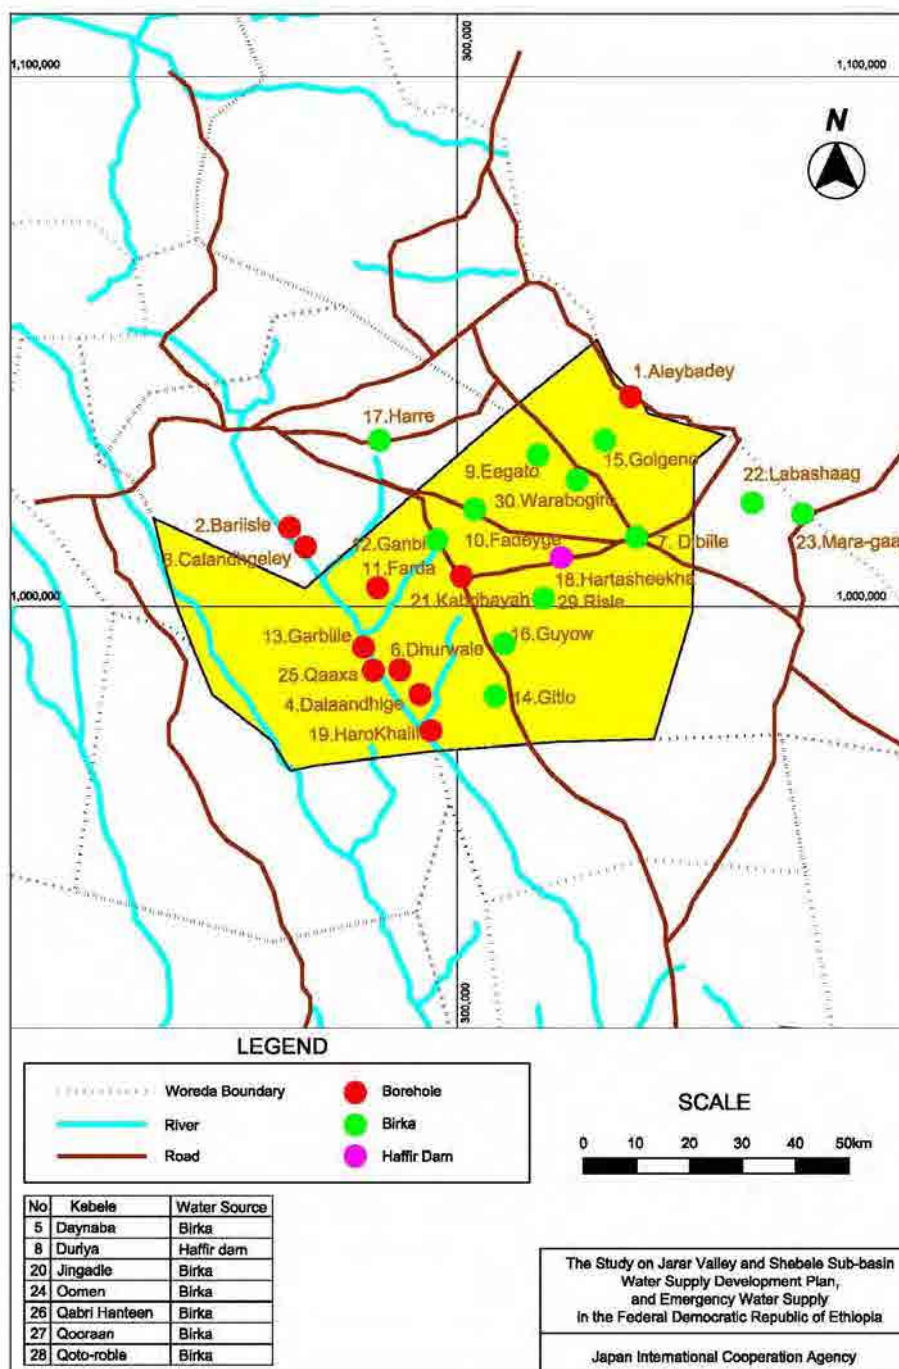 300,000
1,100,000 1,100,000
N
1.Aleybadey
17.Harre
15.Golgeno
9.Eegato
22.Labashaag
30.Warabogire
2.Bariisle
10.Fadeyge
7. Dibiile
12.Ganbi
23.Mara-gaa
3.Calandhgeley
11.Farda
18.Hartasheekha
21.Kabribayah
29.Risle
1,000,000 1,000,000
13.Garbiile
16.Guyow
6.Dhurwale
25.Qaaxa
4.Dalaandhige
14.Gitlo
19.HaroKhalil
300,000
LEGEND
Woreda Boundary
River
Road
Borehole
Birka
Haffir Dam
SCALE
0 10 20 30 40 50km
No Kebele Water Source
5 Daynaba Birka
8 Duriya Haffir dam
20 Jingadle Birka
24 Oomen Birka
26 Qabri Hanteen Birka
27 Qooraan Birka
28 Qoto-roble Birka
The Study on Jarar Valley and Shebele Sub-basin
Water Supply Development Plan,
and Emergency Water Supply
in the Federal Democratic Republic of Ethiopia
Japan International Cooperation Agency